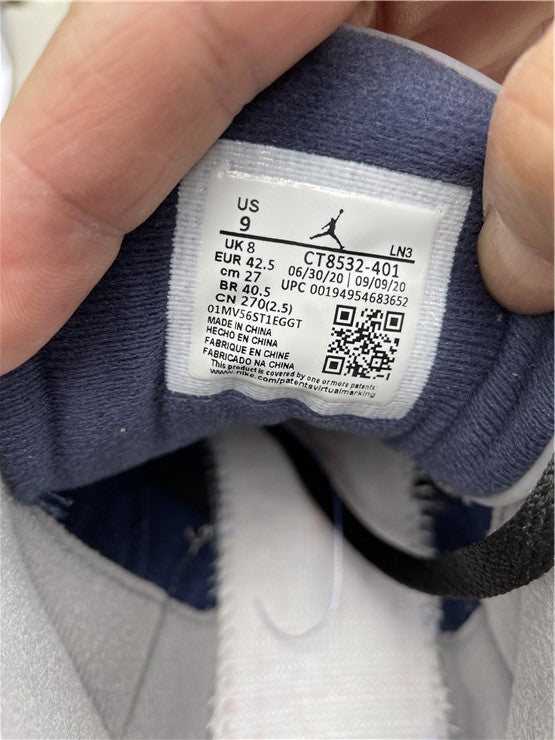 US
9
LN3
UK 8
CT8532-401
EUR 42.5
06/30/20 | 09/09/20
cm 27
UPC 00194954683652
BR 40.5
CN 270(2.5)
01MV56ST1EGGT
MADE IN CHINA
HECHO EN CHINA
FABRIQUE EN CHINE
FABRICADO NA CHINA
This product is covered by one or more patents:
www.nike.com/patentsvirtualmarking